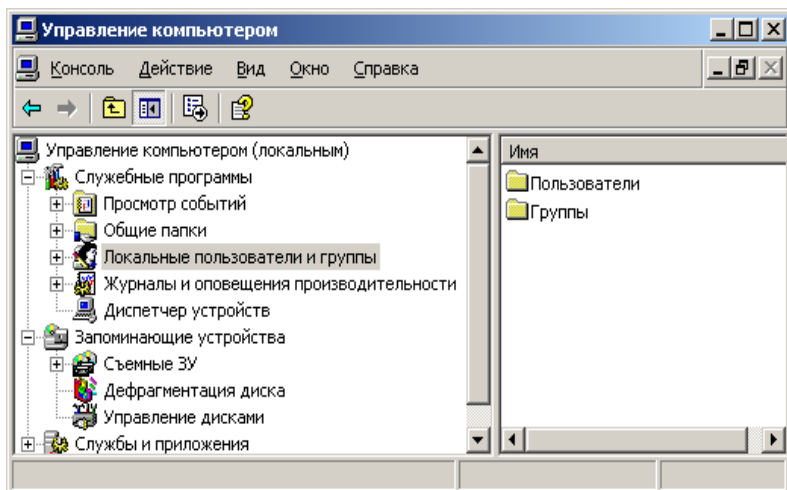 Управление компьютером
Консоль Действие Вид Окно Справка
Управление компьютером (локальным)
Служебные программы
Просмотр событий
Общие папки
Локальные пользователи и группы
Журналы и оповещения производительности
Диспетчер устройств
Запоминающие устройства
Съемные ЗУ
Дефрагментация диска
Управление дисками
Службы и приложения
Имя
Пользователи
Группы